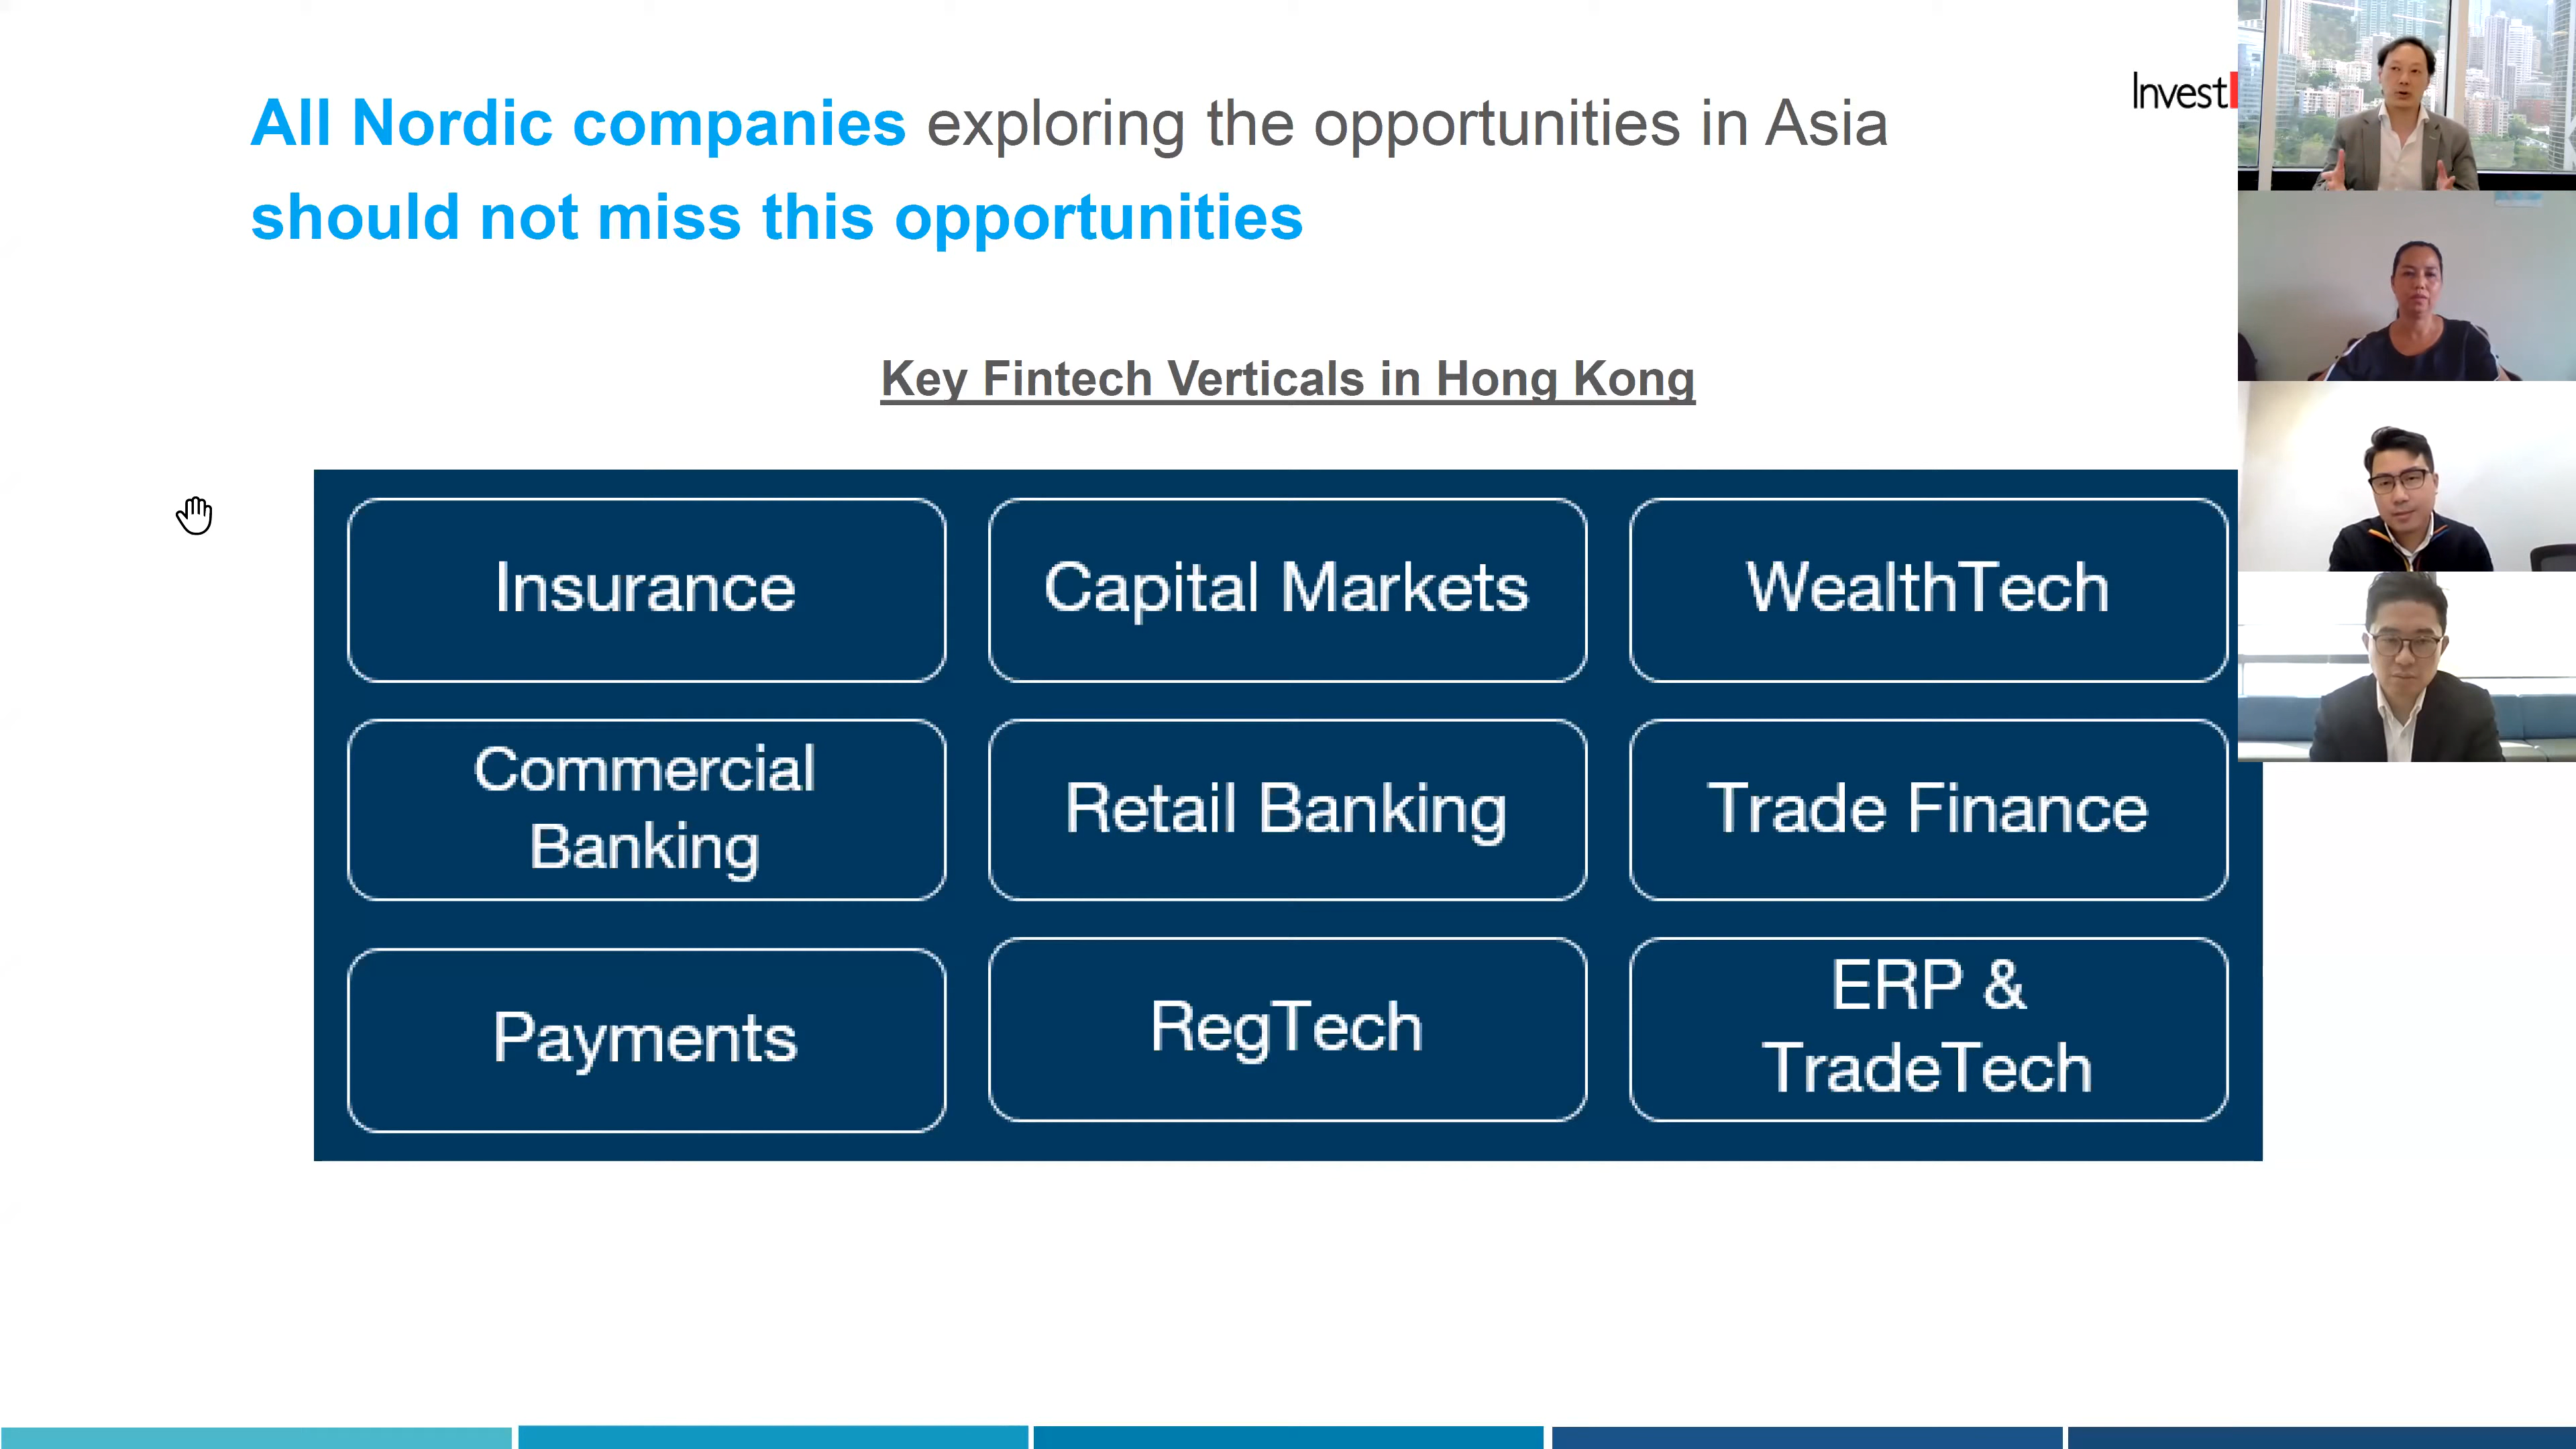 All Nordic companies exploring the opportunities in Asia
should not miss this opportunities
Invest
Key Fintech Verticals in Hong Kong
Insurance
Capital Markets
WealthTech
Commercial
Banking
Retail Banking
Trade Finance
Payments
RegTech
ERP &
TradeTech